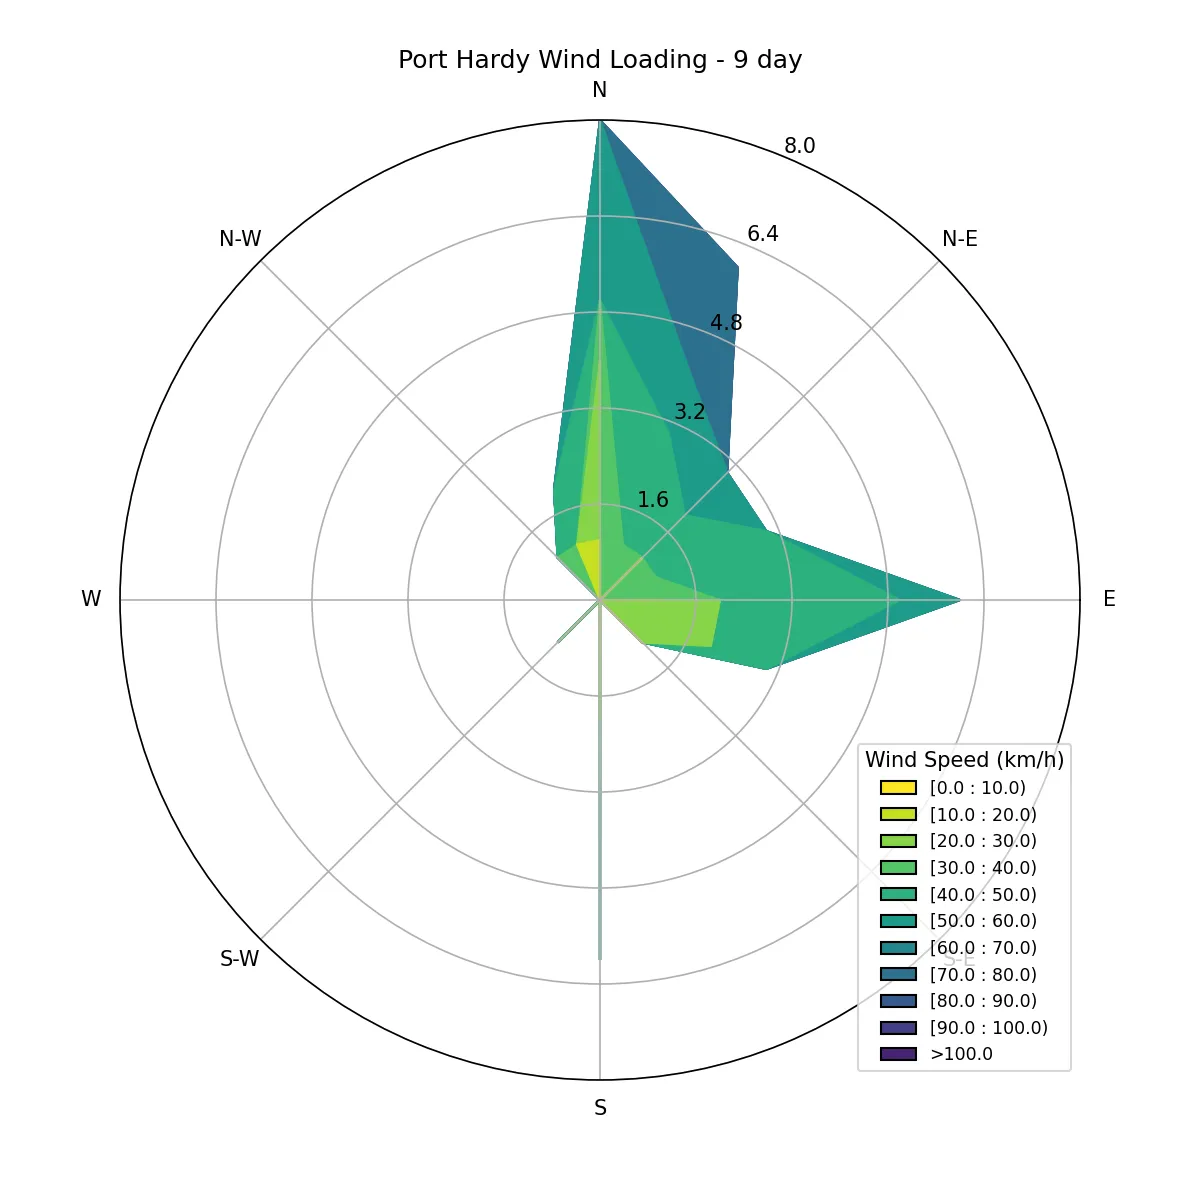 Port Hardy Wind Loading - 9 day
N
8.0
N-W
6.4
N-E
4.8
3.2
1.6
W
E
Wind Speed (km/h)
[0.0 : 10.0)
[10.0 : 20.0)
[20.0 : 30.0)
[30.0 : 40.0)
[40.0 : 50.0)
[50.0 : 60.0)
[60.0 : 70.0)
[70.0 : 80.0)
[80.0 : 90.0)
[90.0 : 100.0)
>100.0
S-W
S-E
S